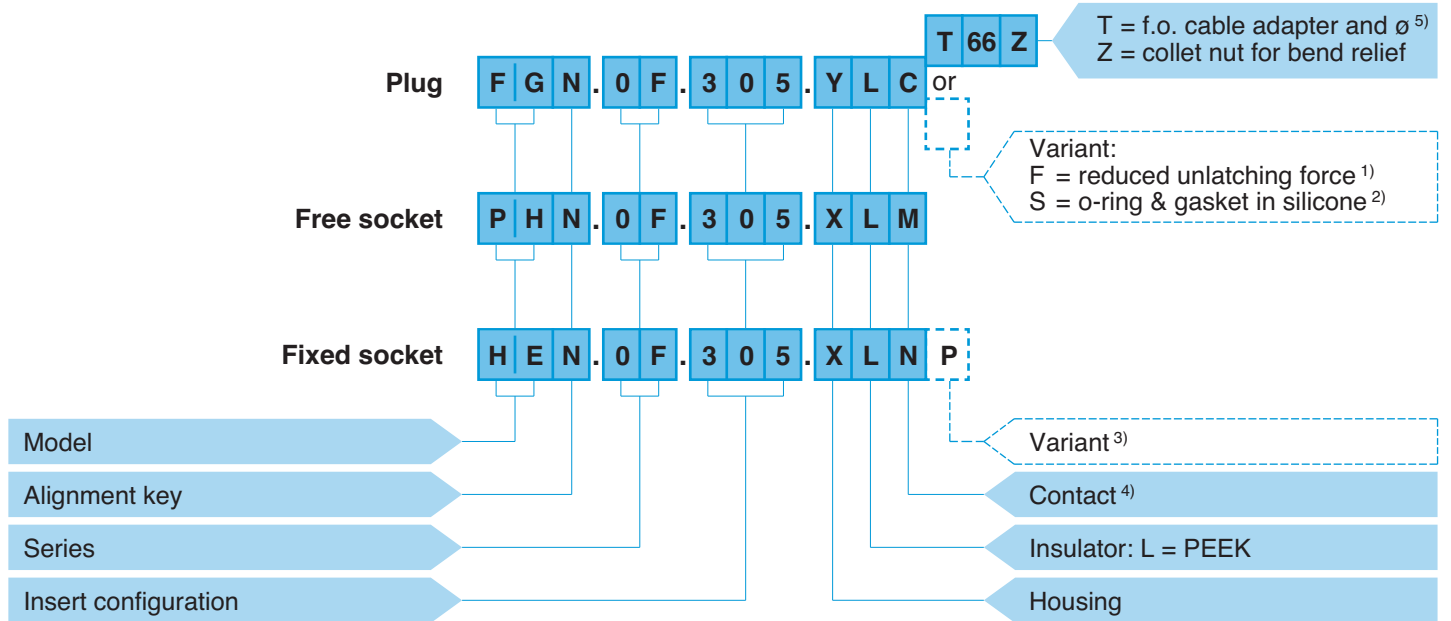 T 66 Z
T = f.o. cable adapter and ø 5)
Z = collet nut for bend relief
Plug F G N . 0 F . 3 0 5 . Y L C or
Variant:
F = reduced unlatching force 1)
S = o-ring & gasket in silicone 2)
Free socket P H N . 0 F . 3 0 5 . X L M
Fixed socket H E N . 0 F . 3 0 5 . X L N P
Model
Variant 3)
Alignment key
Contact 4)
Series
Insulator: L = PEEK
Insert configuration
Housing